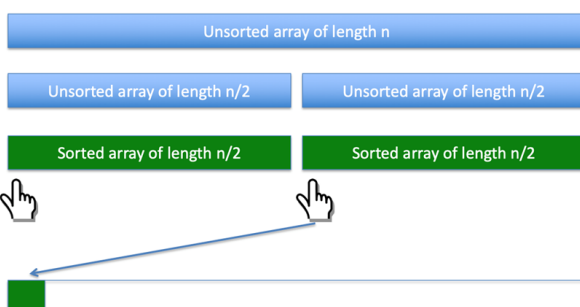 Unsorted array of length n
Unsorted array of length n/2
Unsorted array of length n/2
Sorted array of length n/2
Sorted array of length n/2